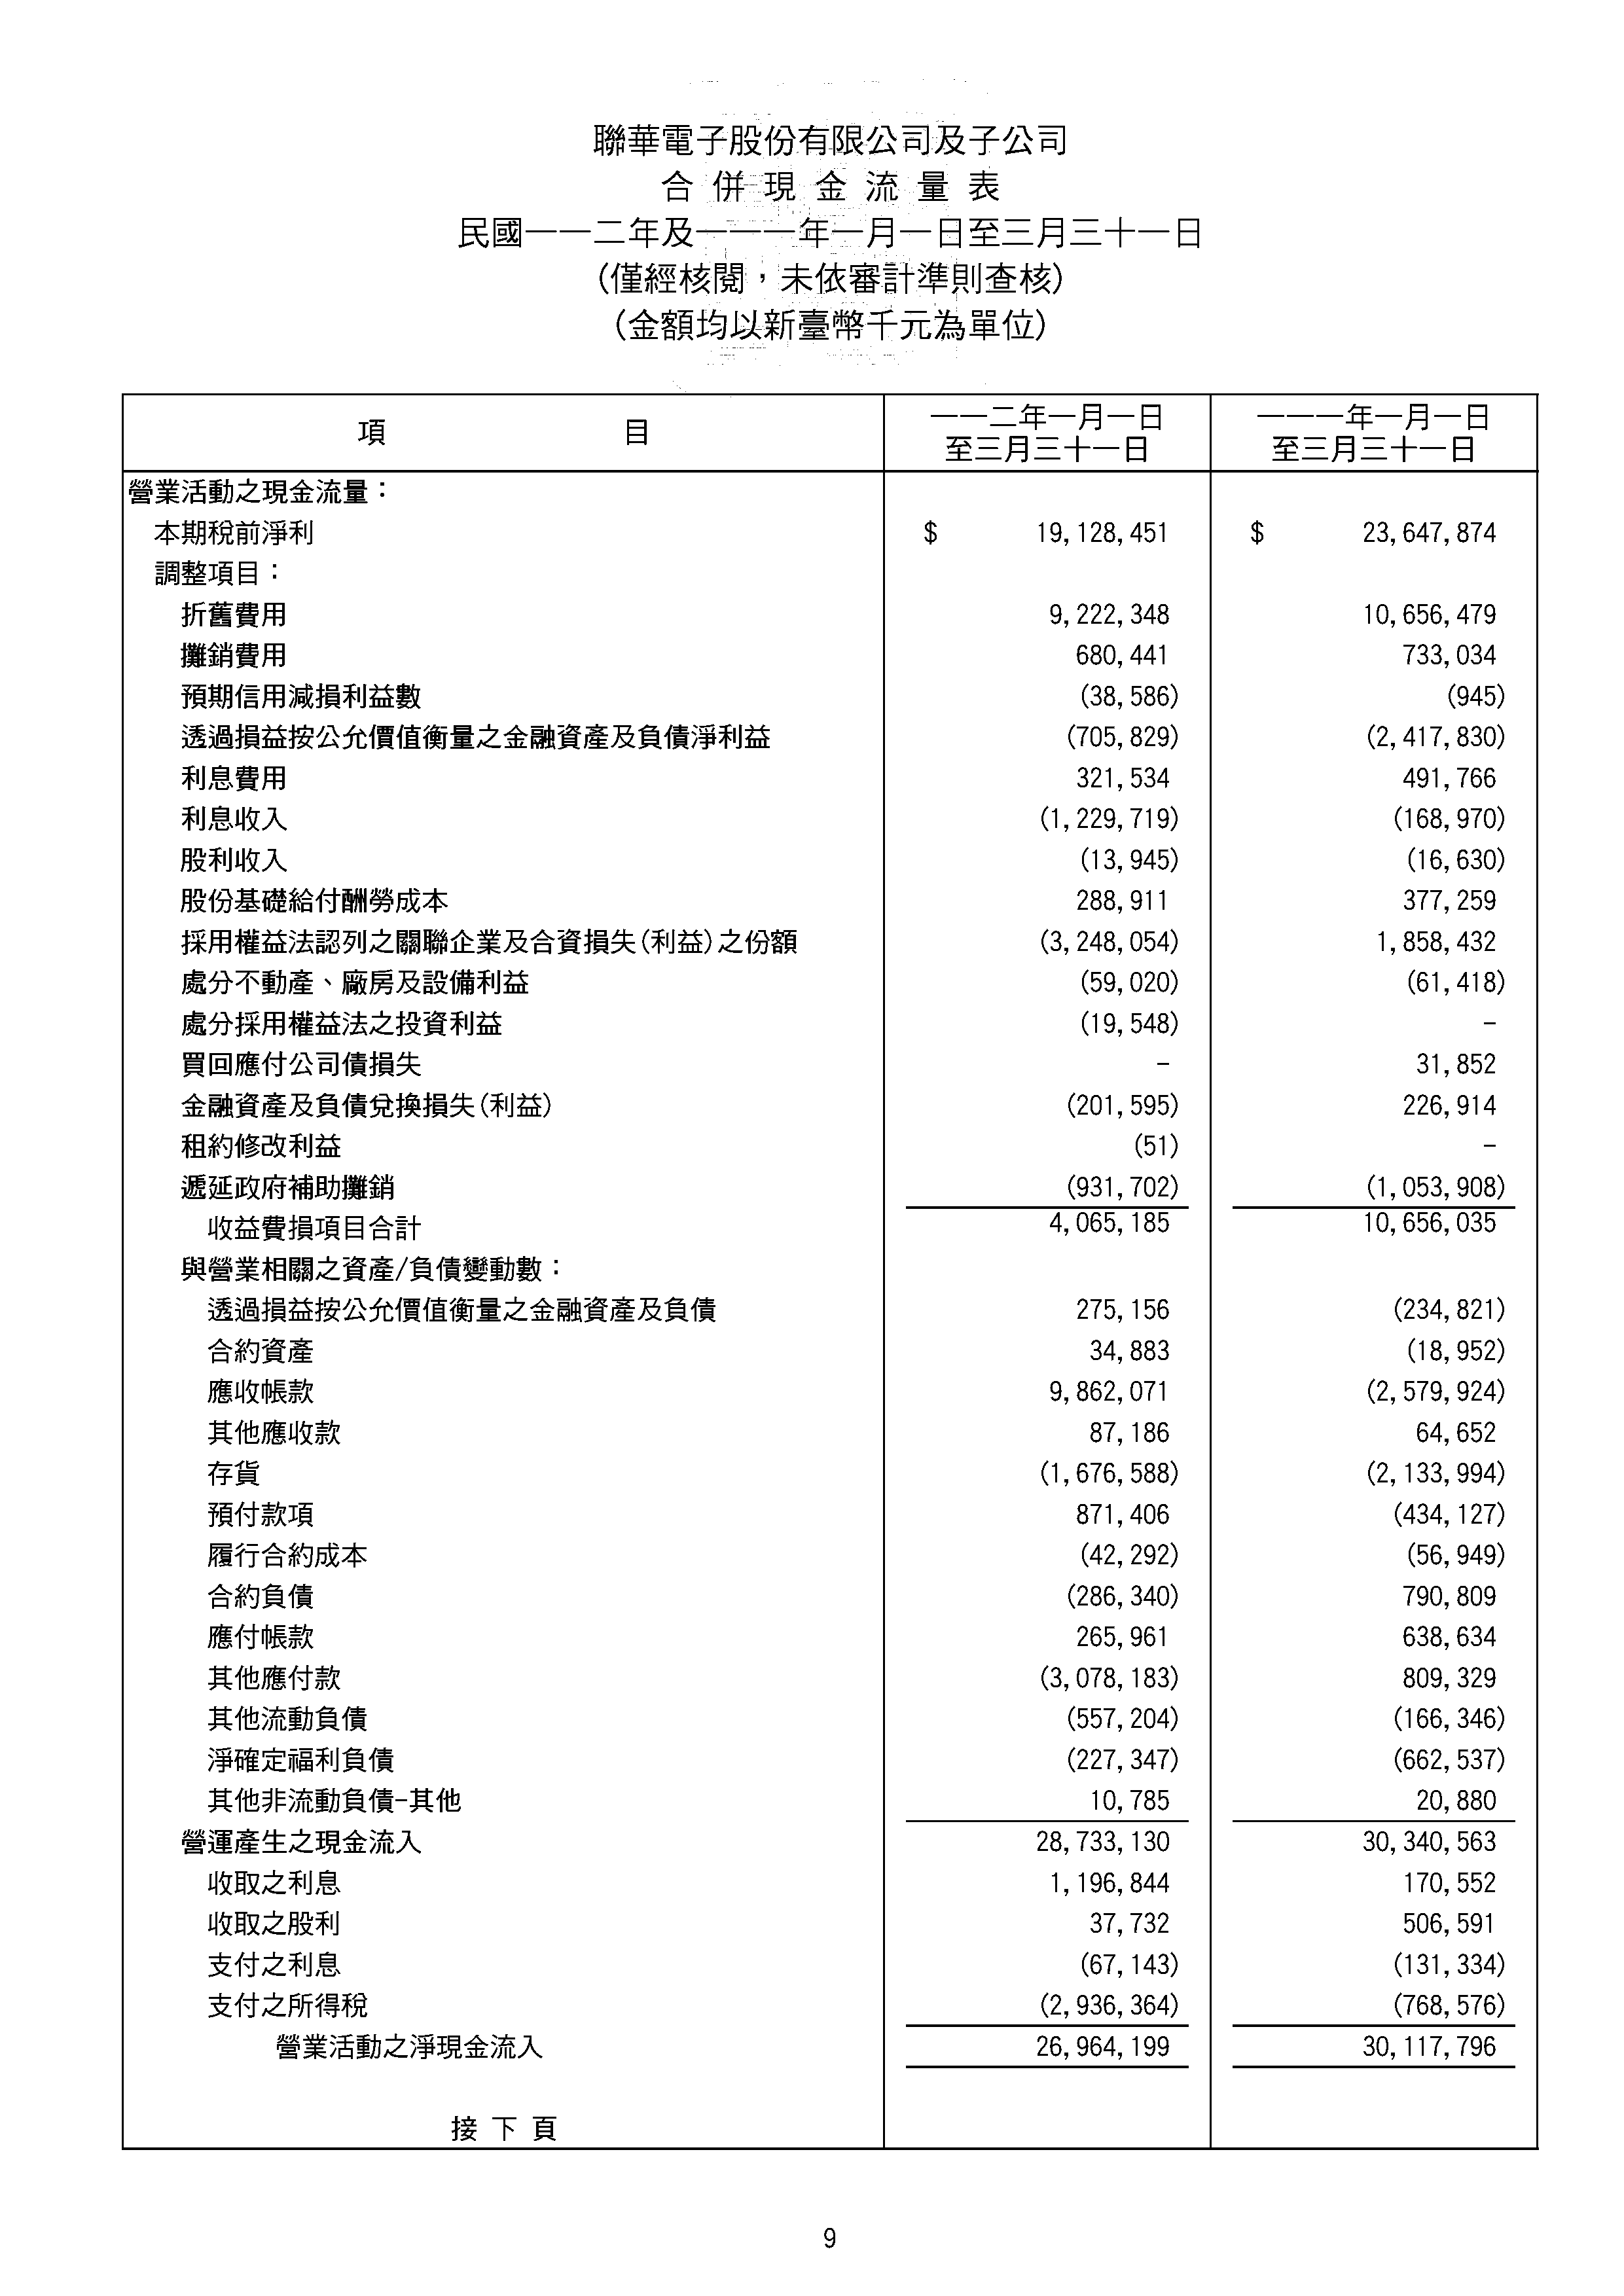 聯華電子股份有限公司及子公司
合併現金流量表
民國一一二年及一一一年一月一日至三月三十一日
(僅經核閱，未依審計準則查核)
(金額均以新臺幣千元為單位)
項 目 一一二年一月一日至三月三十一日 一一一年一月一日至三月三十一日
營業活動之現金流量：
本期稅前淨利 $ 19,128,451 $ 23,647,874
調整項目：
折舊費用 9,222,348 10,656,479
攤銷費用 680,441 733,034
預期信用減損利益數 (38,586) (945)
透過損益按公允價值衡量之金融資產及負債淨利益 (705,829) (2,417,830)
利息費用 321,534 491,766
利息收入 (1,229,719) (168,970)
股利收入 (13,945) (16,630)
股份基礎給付酬勞成本 288,911 377,259
採用權益法認列之關聯企業及合資損失(利益)之份額 (3,248,054) 1,858,432
處分不動產、廠房及設備利益 (59,020) (61,418)
處分採用權益法之投資利益 (19,548) -
買回應付公司債損失 - 31,852
金融資產及負債兌換損失(利益) (201,595) 226,914
租約修改利益 (51) -
遞延政府補助攤銷 (931,702) (1,053,908)
收益費損項目合計 4,065,185 10,656,035
與營業相關之資產/負債變動數：
透過損益按公允價值衡量之金融資產及負債 275,156 (234,821)
合約資產 34,883 (18,952)
應收帳款 9,862,071 (2,579,924)
其他應收款 87,186 64,652
存貨 (1,676,588) (2,133,994)
預付款項 871,406 (434,127)
履行合約成本 (42,292) (56,949)
合約負債 (286,340) 790,809
應付帳款 265,961 638,634
其他應付款 (3,078,183) 809,329
其他流動負債 (557,204) (166,346)
淨確定福利負債 (227,347) (662,537)
其他非流動負債-其他 10,785 20,880
營運產生之現金流入 28,733,130 30,340,563
收取之利息 1,196,844 170,552
收取之股利 37,732 506,591
支付之利息 (67,143) (131,334)
支付之所得稅 (2,936,364) (768,576)
營業活動之淨現金流入 26,964,199 30,117,796
接下頁
9